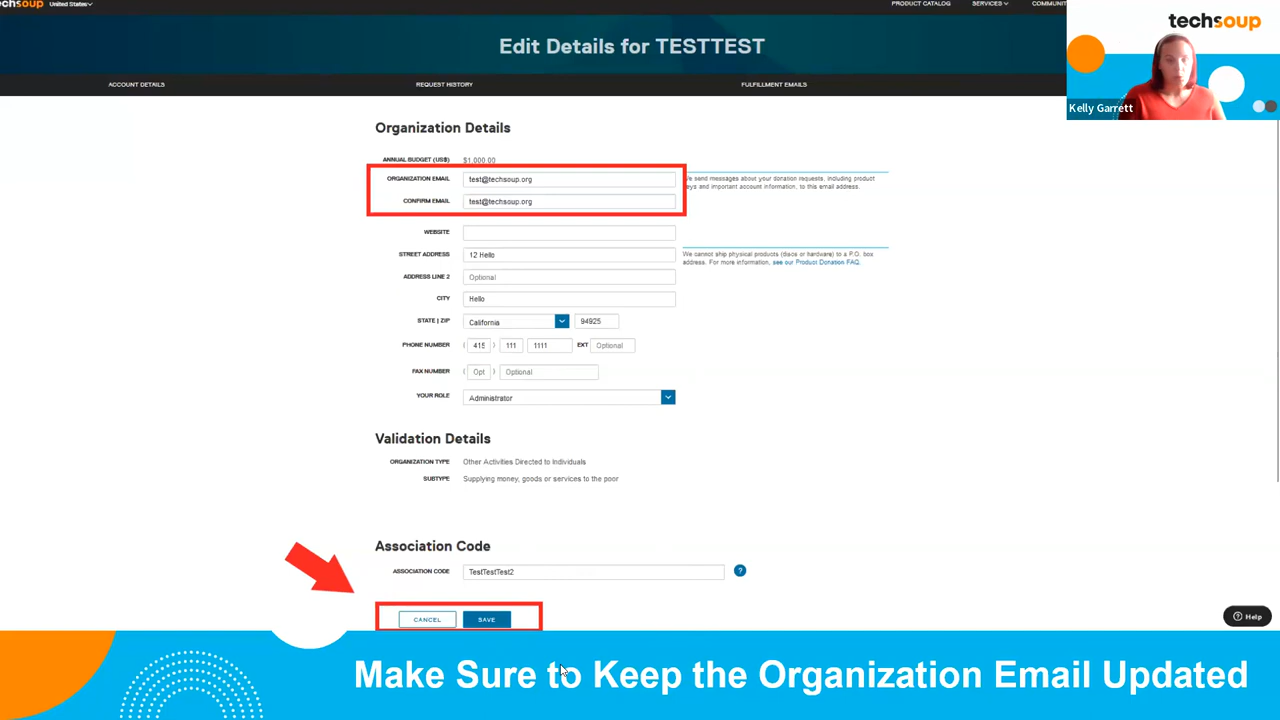 techsoup United States
PRODUCT CATALOG SERVICES COMMUNITY
techsoup
Kelly Garrett
Edit Details for TESTTEST
ACCOUNT DETAILS REQUEST HISTORY FULFILLMENT EMAILS
Organization Details
ANNUAL BUDGET (US$) $1,000.00
ORGANIZATION EMAIL test@techsoup.org
We send messages about your donation requests, including product
keys and important account information, to this email address.
CONFIRM EMAIL test@techsoup.org
WEBSITE
STREET ADDRESS 12 Hello
We cannot ship physical products (discs or hardware) to a P.O. box
address. For more information, see our Product Donation FAQ.
ADDRESS LINE 2 Optional
CITY Hello
STATE | ZIP California 94925
PHONE NUMBER ( 415 ) 111 1111 EXT Optional
FAX NUMBER ( Opt ) Optional
YOUR ROLE Administrator
Validation Details
ORGANIZATION TYPE Other Activities Directed to Individuals
SUBTYPE Supplying money, goods or services to the poor
Association Code
ASSOCIATION CODE TestTestTest2 ?
CANCEL SAVE
? Help
Make Sure to Keep the Organization Email Updated